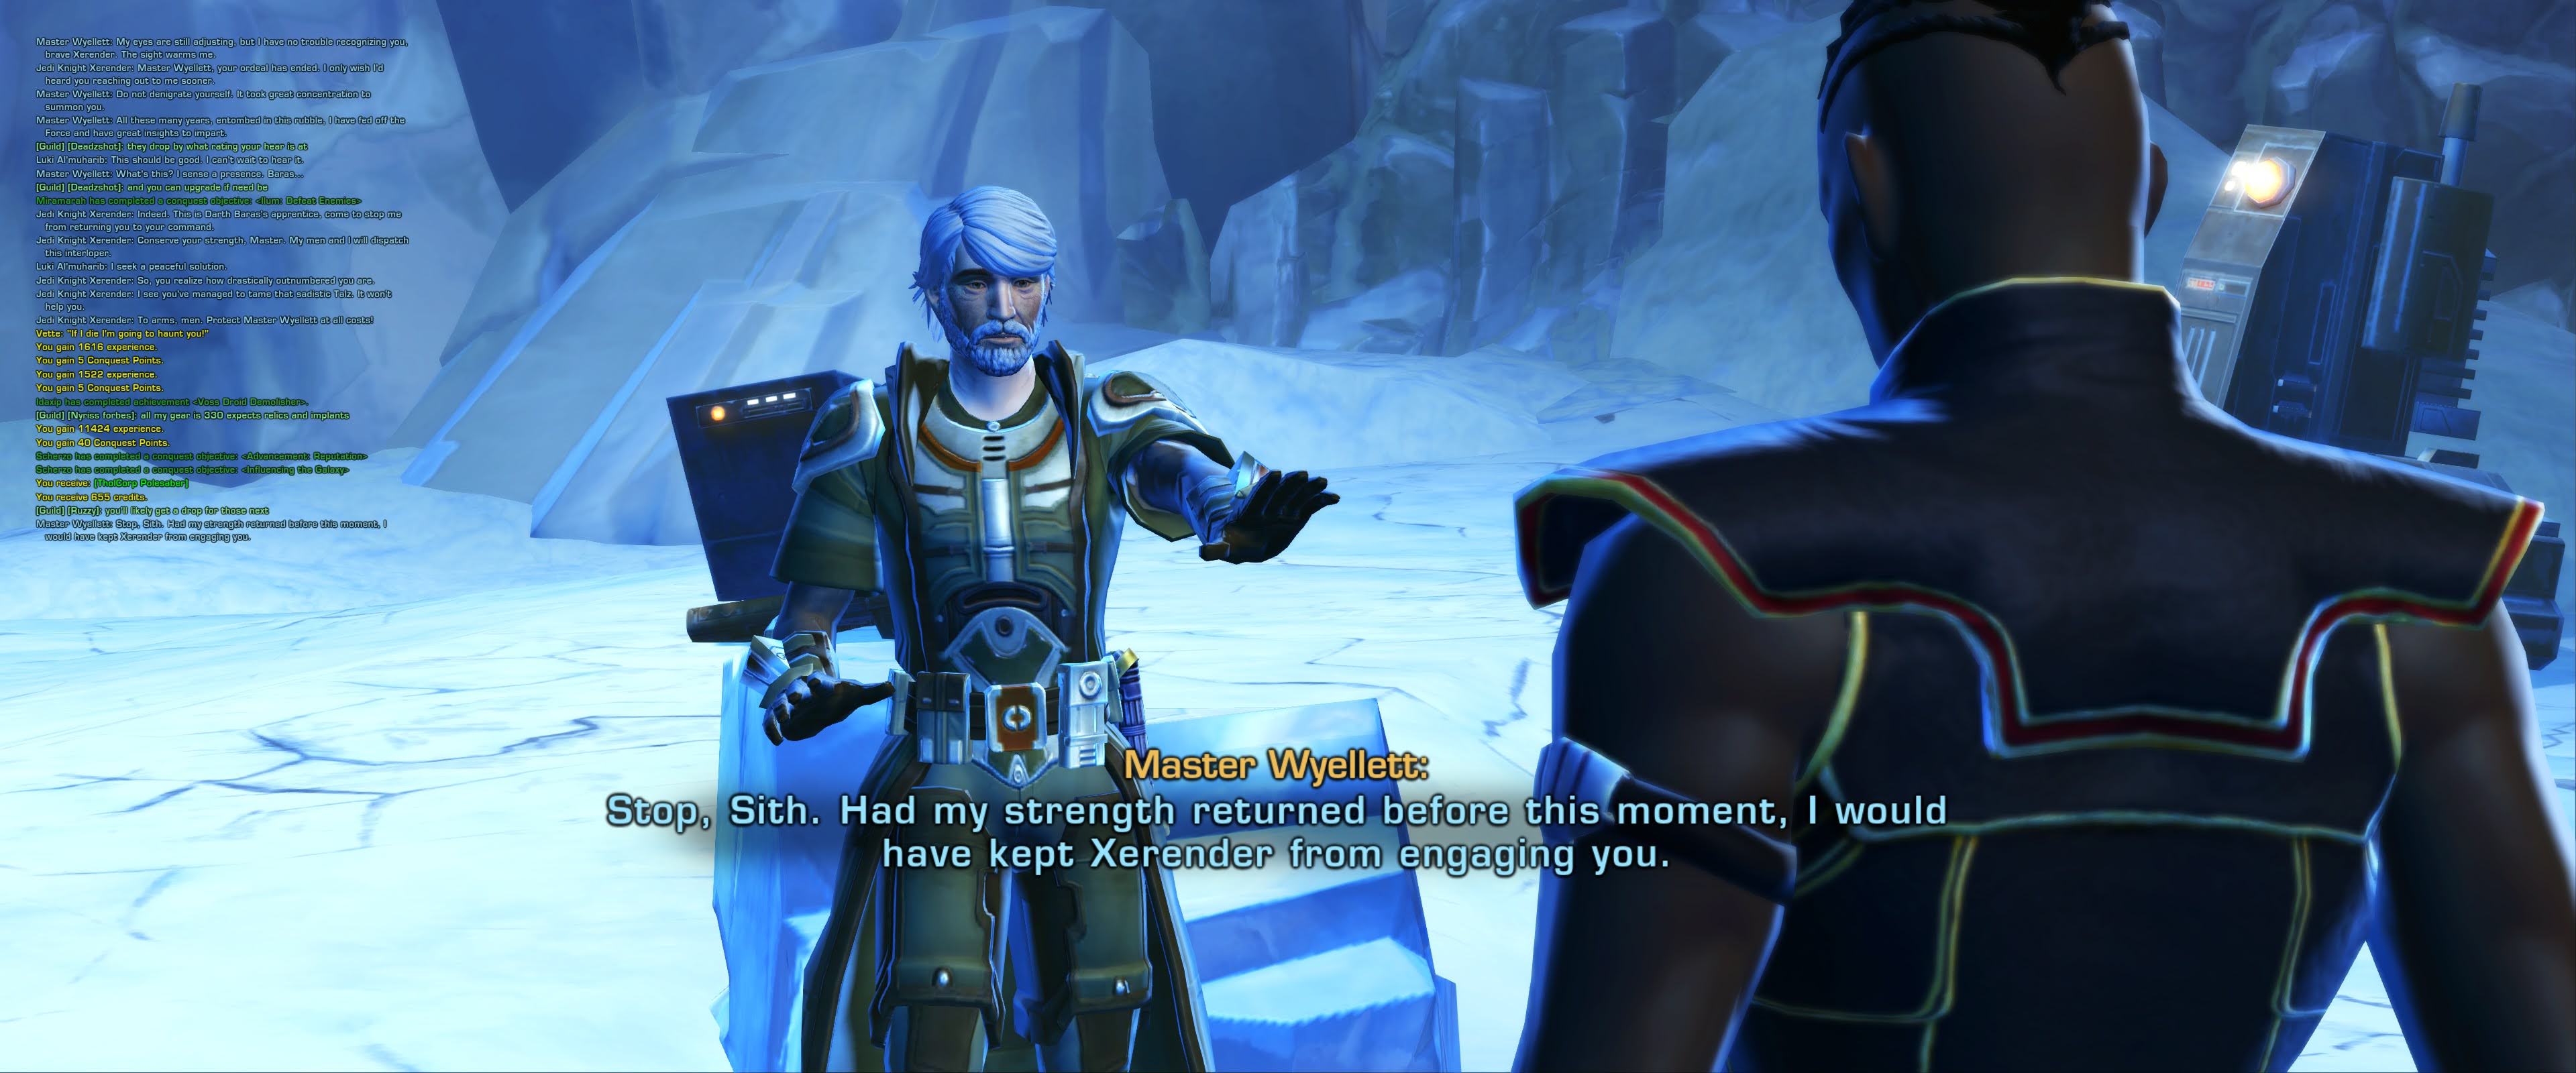 Master Wyellett: My eyes are still adjusting, but I have no trouble recognizing you,
brave Xerender. The sight warms me.
Jedi Knight Xerender: Master Wyellett, your ordeal has ended. I only wish I'd
heard you reaching out to me sooner.
Master Wyellett: Do not denigrate yourself. It took great concentration to
summon you.
Master Wyellett: All these many years, entombed in this rubble, I have fed off the
Force and have great insights to impart.
[Guild] [Deadzshot]: they drop by what rating your hear is at
Luki Al'muharib: This should be good. I can't wait to hear it.
Master Wyellett: What's this? I sense a presence. Baras...
[Guild] [Deadzshot]: and you can upgrade if need be
Miramarah has completed a conquest objective: <Ilum: Defeat Enemies>
Jedi Knight Xerender: Indeed. This is Darth Baras's apprentice, come to stop me
from returning you to your command.
Jedi Knight Xerender: Conserve your strength, Master. My men and I will dispatch
this interloper.
Luki Al'muharib: I seek a peaceful solution.
Jedi Knight Xerender: So, you realize how drastically outnumbered you are.
Jedi Knight Xerender: I see you've managed to tame that sadistic Talz. It won't
help you.
Jedi Knight Xerender: To arms, men. Protect Master Wyellett at all costs!
Vette: "If I die I'm going to haunt you!"
You gain 1616 experience.
You gain 5 Conquest Points.
You gain 1522 experience.
You gain 5 Conquest Points.
Idaxip has completed achievement <Voss Droid Demolisher>.
[Guild] [Nyriss forbes]: all my gear is 330 expects relics and implants
You gain 11424 experience.
You gain 40 Conquest Points.
Scherzo has completed a conquest objective: <Advancement: Reputation>
Scherzo has completed a conquest objective: <Influencing the Galaxy>
You receive: [TholCorp Polesaber]
You receive 655 credits.
[Guild] [Ruzzy]: you'll likely get a drop for those next
Master Wyellett: Stop, Sith. Had my strength returned before this moment, I
would have kept Xerender from engaging you.
Master Wyellett:
Stop, Sith. Had my strength returned before this moment, I would
have kept Xerender from engaging you.